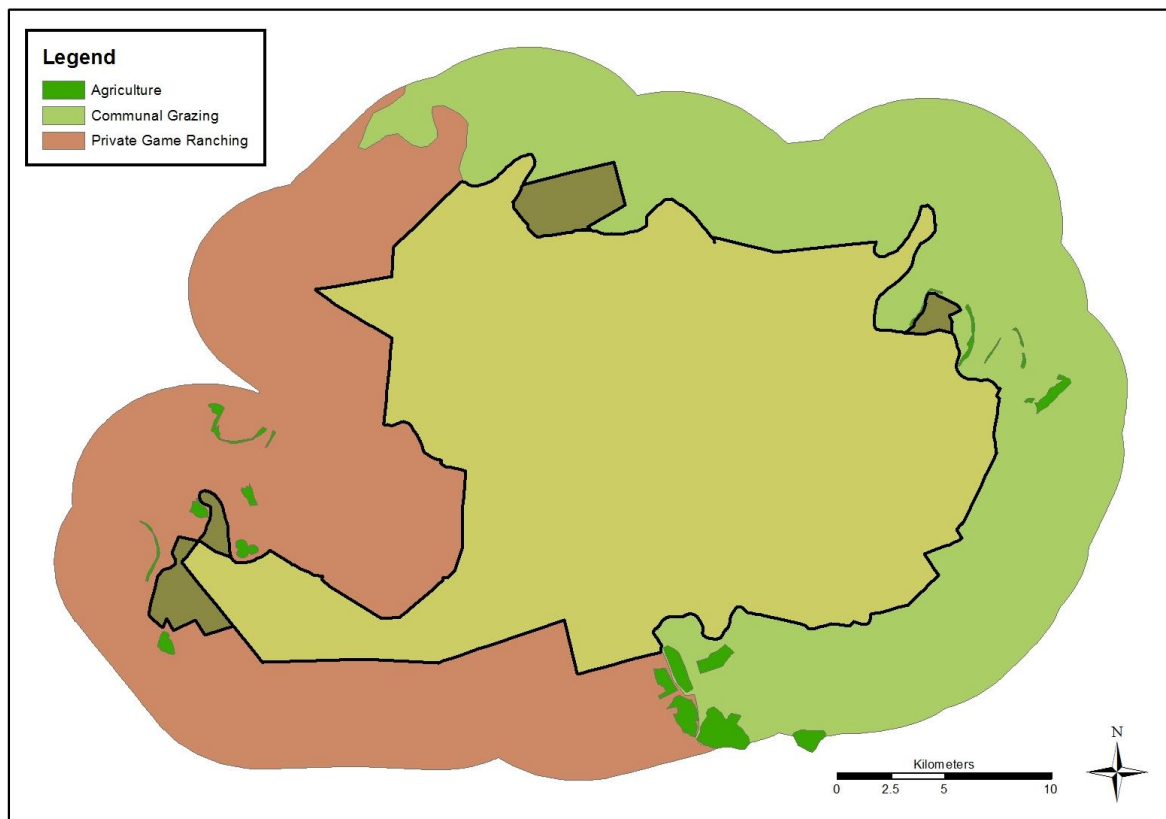 Legend
Agriculture
Communal Grazing
Private Game Ranching
N
Kilometers
0 2.5 5 10